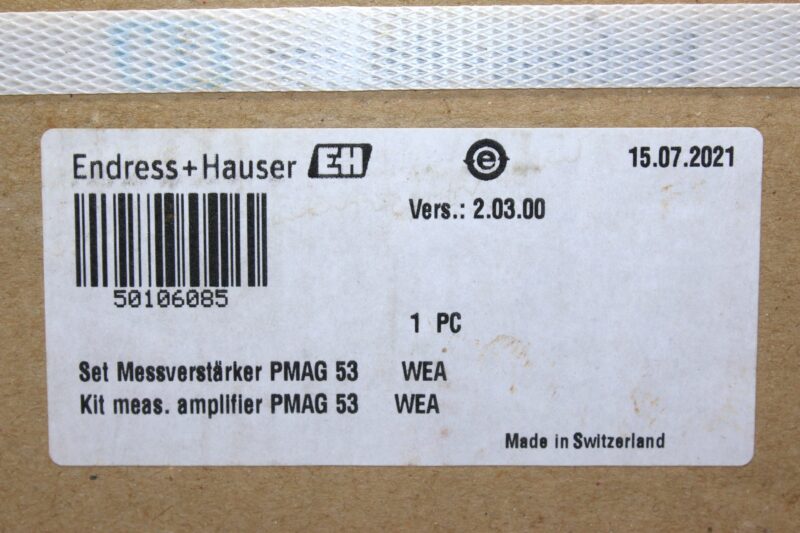 Endress+Hauser EH e 15.07.2021
Vers.: 2.03.00
50106085
1 PC
Set Messverstärker PMAG 53 WEA
Kit meas. amplifier PMAG 53 WEA
Made in Switzerland